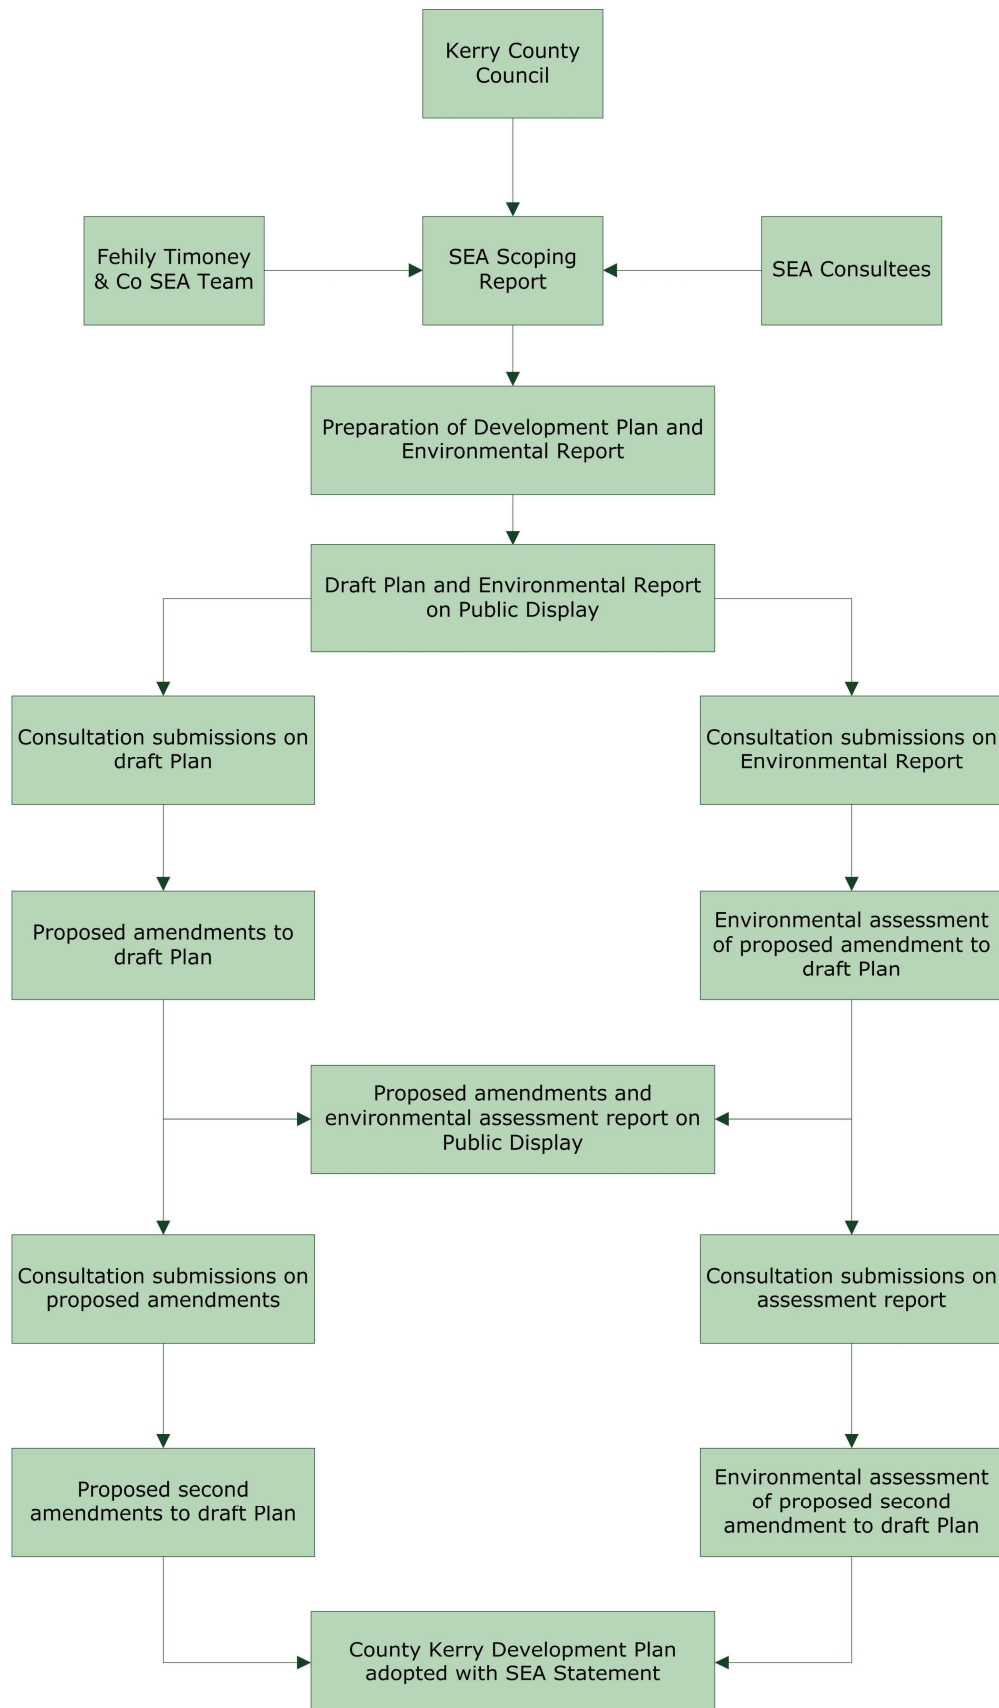 Kerry County
Council
Fehily Timoney
& Co SEA Team
SEA Scoping
Report
SEA Consultees
Preparation of Development Plan and
Environmental Report
Draft Plan and Environmental Report
on Public Display
Consultation submissions on
draft Plan
Consultation submissions on
Environmental Report
Proposed amendments to
draft Plan
Environmental assessment
of proposed amendment to
draft Plan
Proposed amendments and
environmental assessment report on
Public Display
Consultation submissions on
proposed amendments
Consultation submissions on
assessment report
Proposed second
amendments to draft Plan
Environmental assessment
of proposed second
amendment to draft Plan
County Kerry Development Plan
adopted with SEA Statement